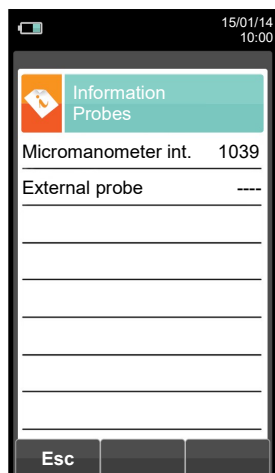 15/01/14
10:00
Information
Probes
Micromanometer int. 1039
External probe ----
Esc